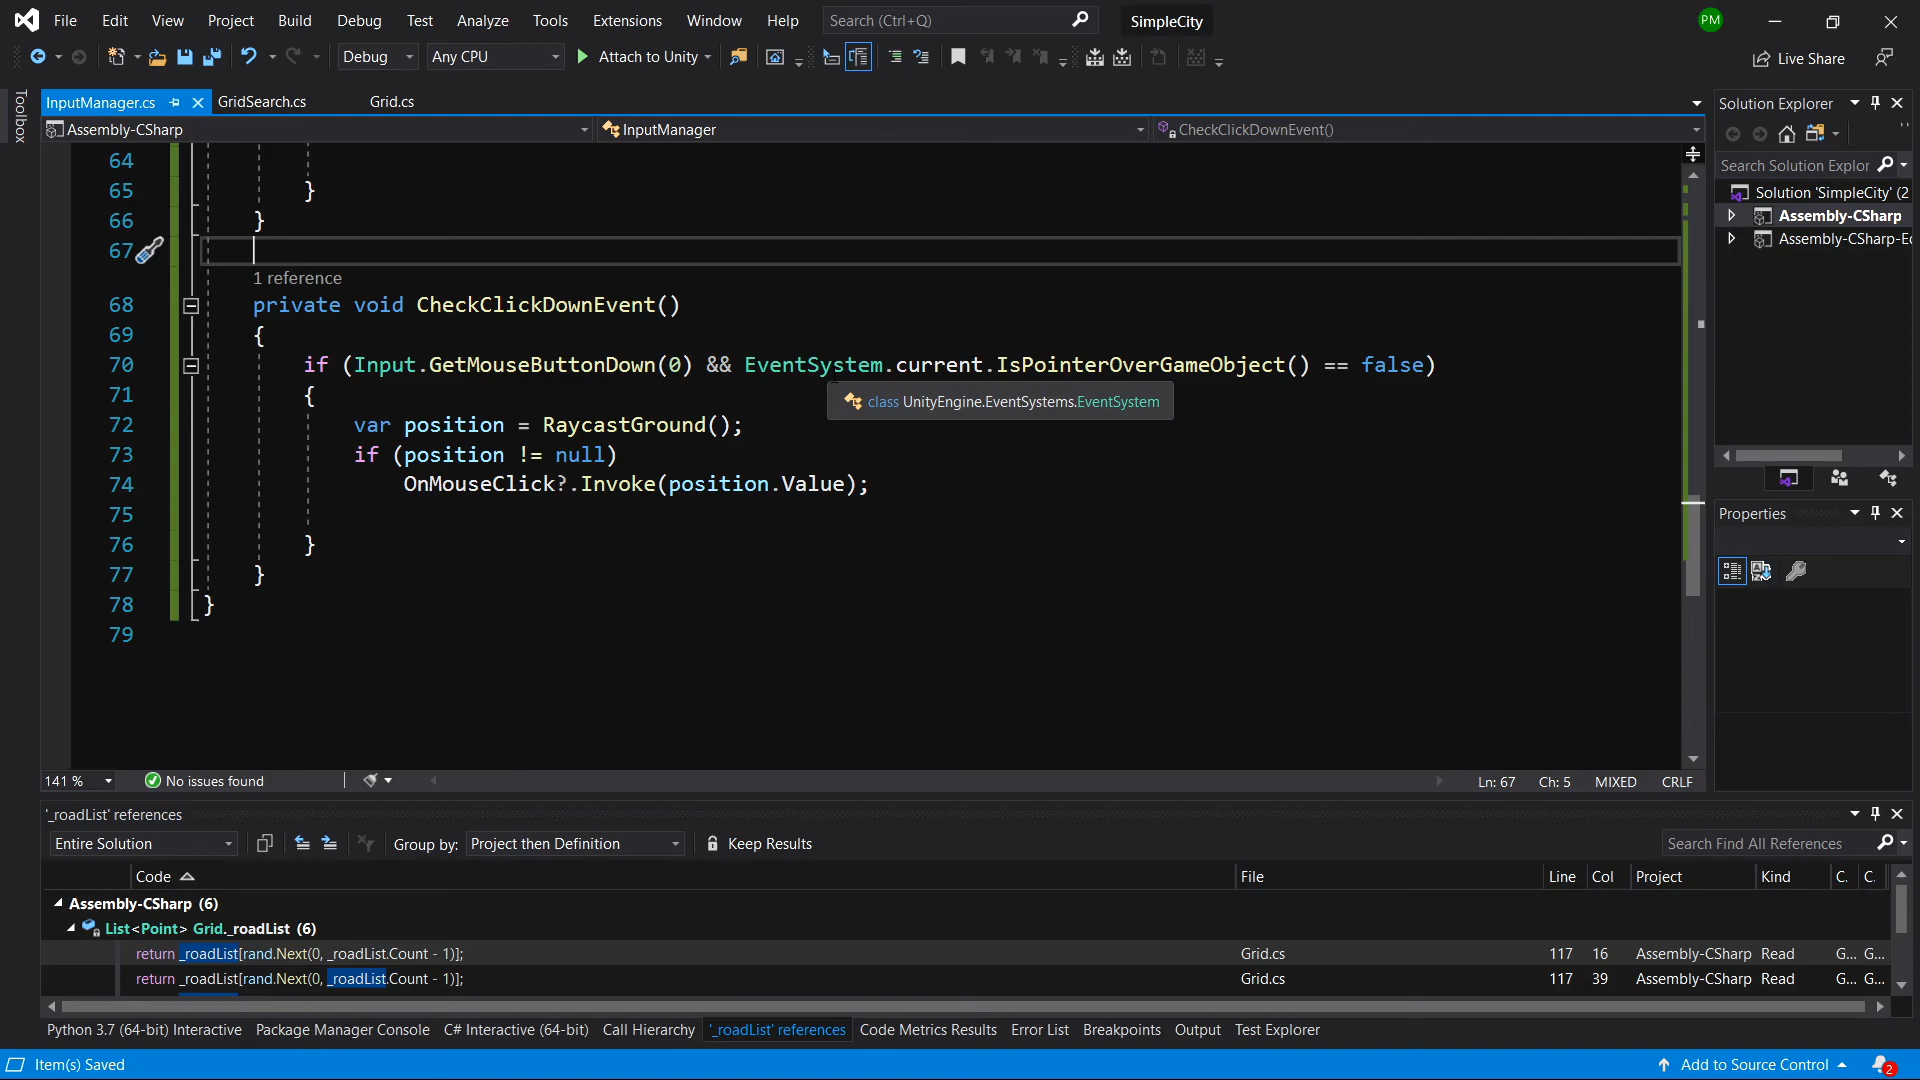 File Edit View Project Build Debug Test Analyze Tools Extensions Window Help Search (Ctrl+Q) SimpleCity PM
Debug Any CPU Attach to Unity Live Share
Toolbox
InputManager.cs GridSearch.cs Grid.cs
Assembly-CSharp InputManager CheckClickDownEvent()
64
65 }
66 }
67
1 reference
68 private void CheckClickDownEvent()
69 {
70 if (Input.GetMouseButtonDown(0) && EventSystem.current.IsPointerOverGameObject() == false)
71 {
class UnityEngine.EventSystems.EventSystem
72 var position = RaycastGround();
73 if (position != null)
74 OnMouseClick?.Invoke(position.Value);
75
76 }
77 }
78 }
79
141 % No issues found Ln: 67 Ch: 5 MIXED CRLF
Solution Explorer
Search Solution Explor
Solution 'SimpleCity' (2
Assembly-CSharp
Assembly-CSharp-Ec
Properties
'_roadList' references
Entire Solution Group by: Project then Definition Keep Results Search Find All References
Code File Line Col Project Kind C. C.
Assembly-CSharp (6)
List<Point> Grid._roadList (6)
return _roadList[rand.Next(0, _roadList.Count - 1)]; Grid.cs 117 16 Assembly-CSharp Read G... G...
return _roadList[rand.Next(0, _roadList.Count - 1)]; Grid.cs 117 39 Assembly-CSharp Read G... G...
Python 3.7 (64-bit) Interactive Package Manager Console C# Interactive (64-bit) Call Hierarchy '_roadList' references Code Metrics Results Error List Breakpoints Output Test Explorer
Item(s) Saved Add to Source Control 2